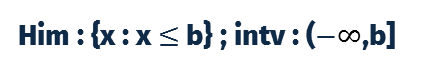 Him : {x : x ≤ b} ; intv : (−∞,b]